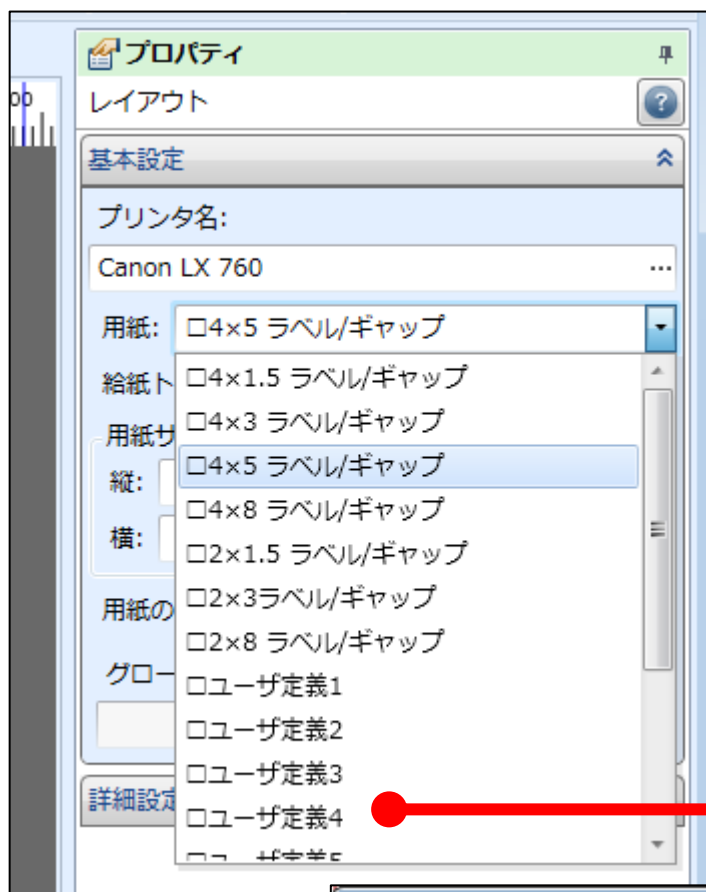 プロパティ
00
レイアウト
基本設定
プリンタ名:
Canon LX 760
...
用紙: □4×5 ラベル/ギャップ
給紙ト
□4×1.5 ラベル/ギャップ
□4×3 ラベル/ギャップ
用紙サ
□4×5 ラベル/ギャップ
縦:
□4×8 ラベル/ギャップ
横:
□2×1.5 ラベル/ギャップ
□2×3ラベル/ギャップ
用紙の
□2×8 ラベル/ギャップ
グロー
□ユーザ定義1
□ユーザ定義2
□ユーザ定義3
詳細設定
□ユーザ定義4
□ユーザ定義5